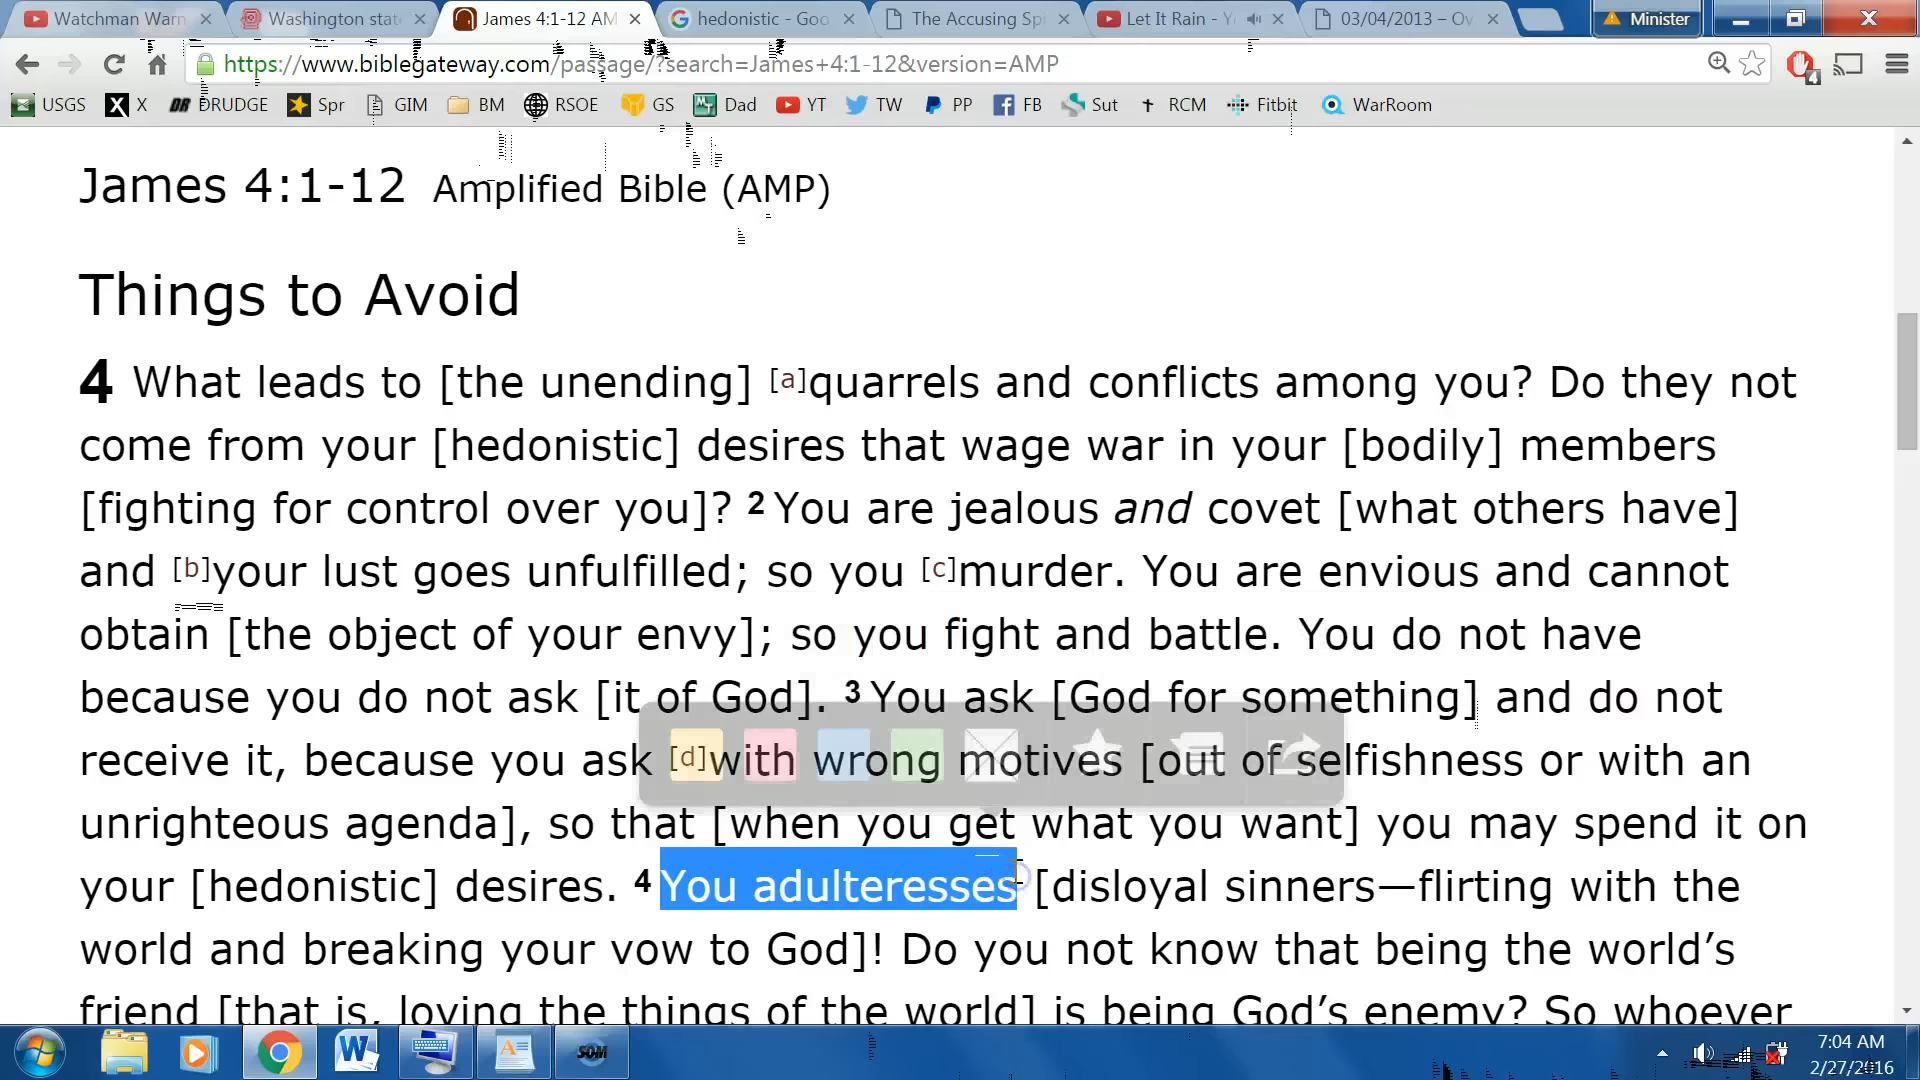 Watchman Warn
Washington stat
James 4:1-12 AM
hedonistic - Goo
The Accusing Spi
Let It Rain - Y
03/04/2013 – Ov
Minister
https://www.biblegateway.com/passage/?search=James+4:1-12&version=AMP
4
USGS X DRUDGE Spr GIM BM RSOE GS Dad YT TW PP FB Sut RCM Fitbit WarRoom
James 4:1-12 Amplified Bible (AMP)
Things to Avoid
4 What leads to [the unending] [a]quarrels and conflicts among you? Do they not
come from your [hedonistic] desires that wage war in your [bodily] members
[fighting for control over you]? 2 You are jealous and covet [what others have]
and [b]your lust goes unfulfilled; so you [c]murder. You are envious and cannot
obtain [the object of your envy]; so you fight and battle. You do not have
because you do not ask [it of God]. 3 You ask [God for something] and do not
receive it, because you ask [d]with wrong motives [out of selfishness or with an
unrighteous agenda], so that [when you get what you want] you may spend it on
your [hedonistic] desires. 4 You adulteresses [disloyal sinners—flirting with the
world and breaking your vow to God]! Do you not know that being the world’s
friend [that is, loving the things of the world] is being God’s enemy? So whoever
SOM
7:04 AM
2/27/2016